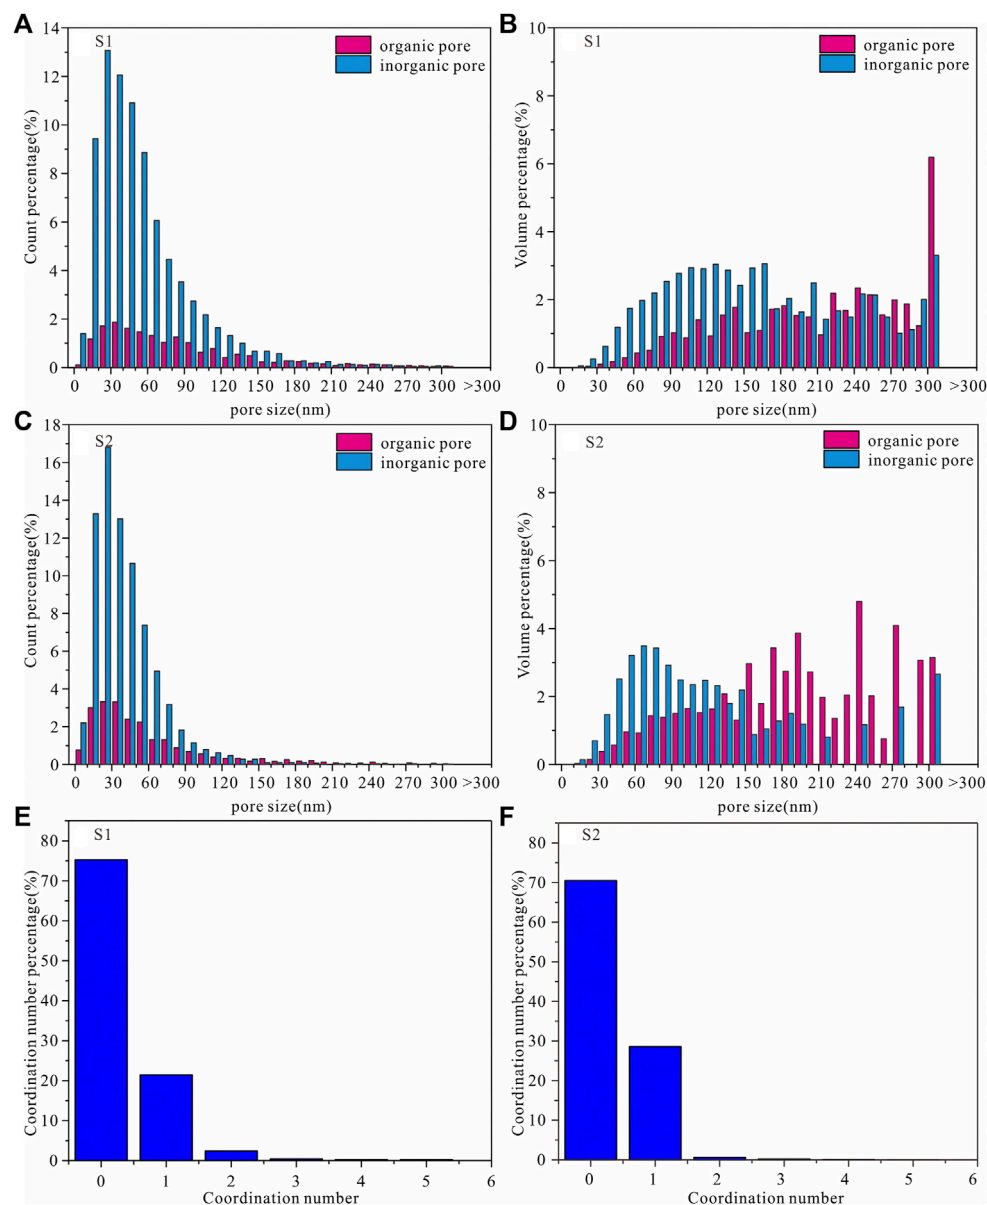 A
S1
organic pore
inorganic pore
Count percentage(%)
14
12
10
8
6
4
2
0
0 30 60 90 120 150 180 210 240 270 300 >300
pore size(nm)
B
S1
organic pore
inorganic pore
Volume percentage(%)
10
8
6
4
2
0
0 30 60 90 120 150 180 210 240 270 300 >300
pore size(nm)
C
S2
organic pore
inorganic pore
Count percentage(%)
18
16
14
12
10
8
6
4
2
0
0 30 60 90 120 150 180 210 240 270 300 >300
pore size(nm)
D
S2
organic pore
inorganic pore
Volume percentage(%)
10
8
6
4
2
0
0 30 60 90 120 150 180 210 240 270 300 >300
pore size(nm)
E
S1
Coordination number percentage(%)
80
70
60
50
40
30
20
10
0
0 1 2 3 4 5 6
Coordination number
F
S2
Coordination number percentage(%)
80
70
60
50
40
30
20
10
0
0 1 2 3 4 5 6
Coordination number